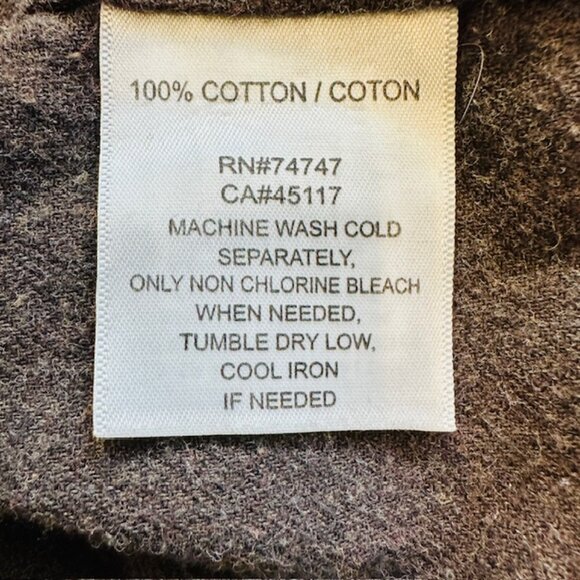 100% COTTON / COTON
RN#74747
CA#45117
MACHINE WASH COLD
SEPARATELY,
ONLY NON CHLORINE BLEACH
WHEN NEEDED,
TUMBLE DRY LOW,
COOL IRON
IF NEEDED